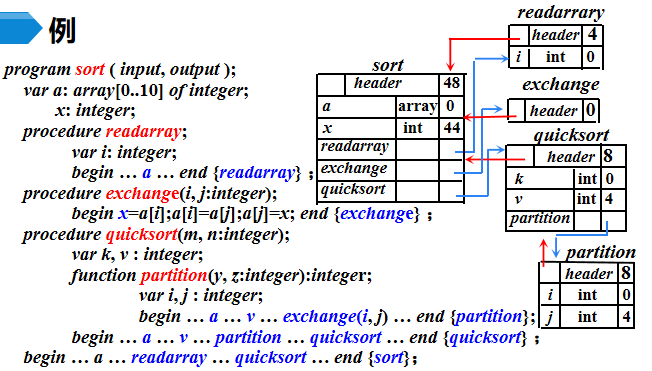 例
program sort ( input, output );
var a: array[0..10] of integer;
x: integer;
procedure readarray;
var i: integer;
begin … a … end {readarray} ;
procedure exchange(i, j:integer);
begin x=a[i];a[i]=a[j];a[j]=x; end {exchange} ;
procedure quicksort(m, n:integer);
var k, v : integer;
function partition(y, z:integer):integer;
var i, j : integer;
begin … a … v … exchange(i, j) … end {partition};
begin … a … v … partition … quicksort … end {quicksort} ;
begin … a … readarray … quicksort … end {sort};
sort
header 48
a array 0
x int 44
readarray
exchange
quicksort
readarrary
header 4
i int 0
exchange
header 0
quicksort
header 8
k int 0
v int 4
partition
partition
header 8
i int 0
j int 4